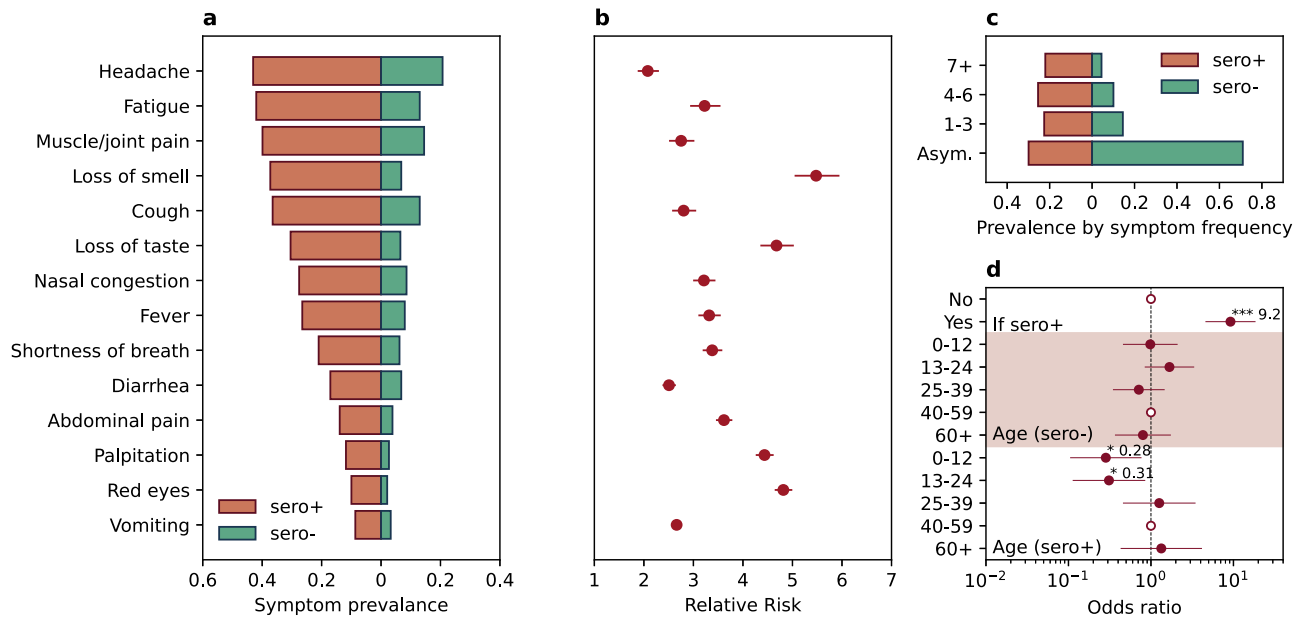 a
Headache
Fatigue
Muscle/joint pain
Loss of smell
Cough
Loss of taste
Nasal congestion
Fever
Shortness of breath
Diarrhea
Abdominal pain
Palpitation
Red eyes
Vomiting
sero+
sero-
0.6 0.4 0.2 0 0.2 0.4
Symptom prevalance
b
1 2 3 4 5 6 7
Relative Risk
c
7+
4-6
1-3
Asym.
sero+
sero-
0.4 0.2 0 0.2 0.4 0.6 0.8
Prevalence by symptom frequency
d
No
Yes
If sero+
*** 9.2
0-12
13-24
25-39
40-59
60+
Age (sero-)
0-12
* 0.28
13-24
* 0.31
25-39
40-59
60+
Age (sero+)
10⁻² 10⁻¹ 10⁰ 10¹
Odds ratio